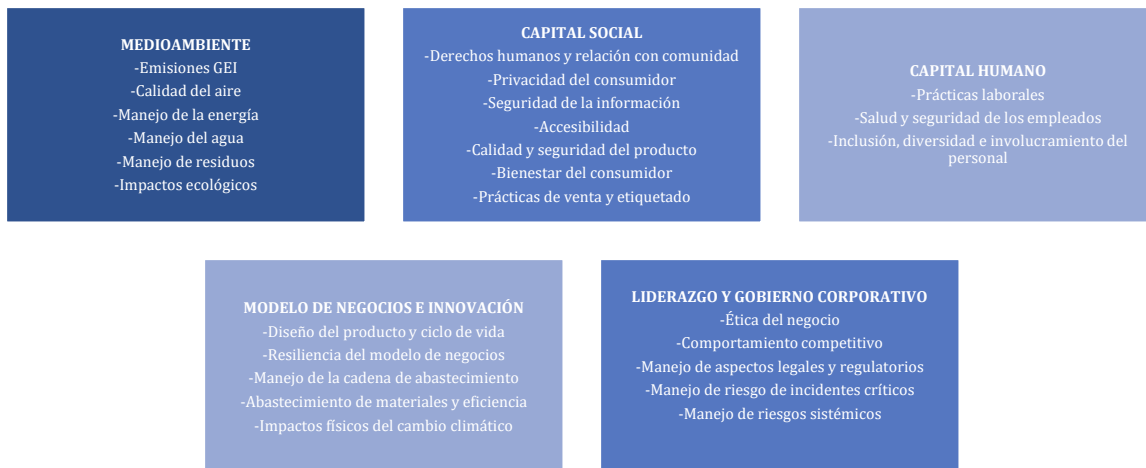 MEDIOAMBIENTE
-Emisiones GEI
-Calidad del aire
-Manejo de la energía
-Manejo del agua
-Manejo de residuos
-Impactos ecológicos
CAPITAL SOCIAL
-Derechos humanos y relación con comunidad
-Privacidad del consumidor
-Seguridad de la información
-Accesibilidad
-Calidad y seguridad del producto
-Bienestar del consumidor
-Prácticas de venta y etiquetado
CAPITAL HUMANO
-Prácticas laborales
-Salud y seguridad de los empleados
-Inclusión, diversidad e involucramiento del
personal
MODELO DE NEGOCIOS E INNOVACIÓN
-Diseño del producto y ciclo de vida
-Resiliencia del modelo de negocios
-Manejo de la cadena de abastecimiento
-Abastecimiento de materiales y eficiencia
-Impactos físicos del cambio climático
LIDERAZGO Y GOBIERNO CORPORATIVO
-Ética del negocio
-Comportamiento competitivo
-Manejo de aspectos legales y regulatorios
-Manejo de riesgo de incidentes críticos
-Manejo de riesgos sistémicos